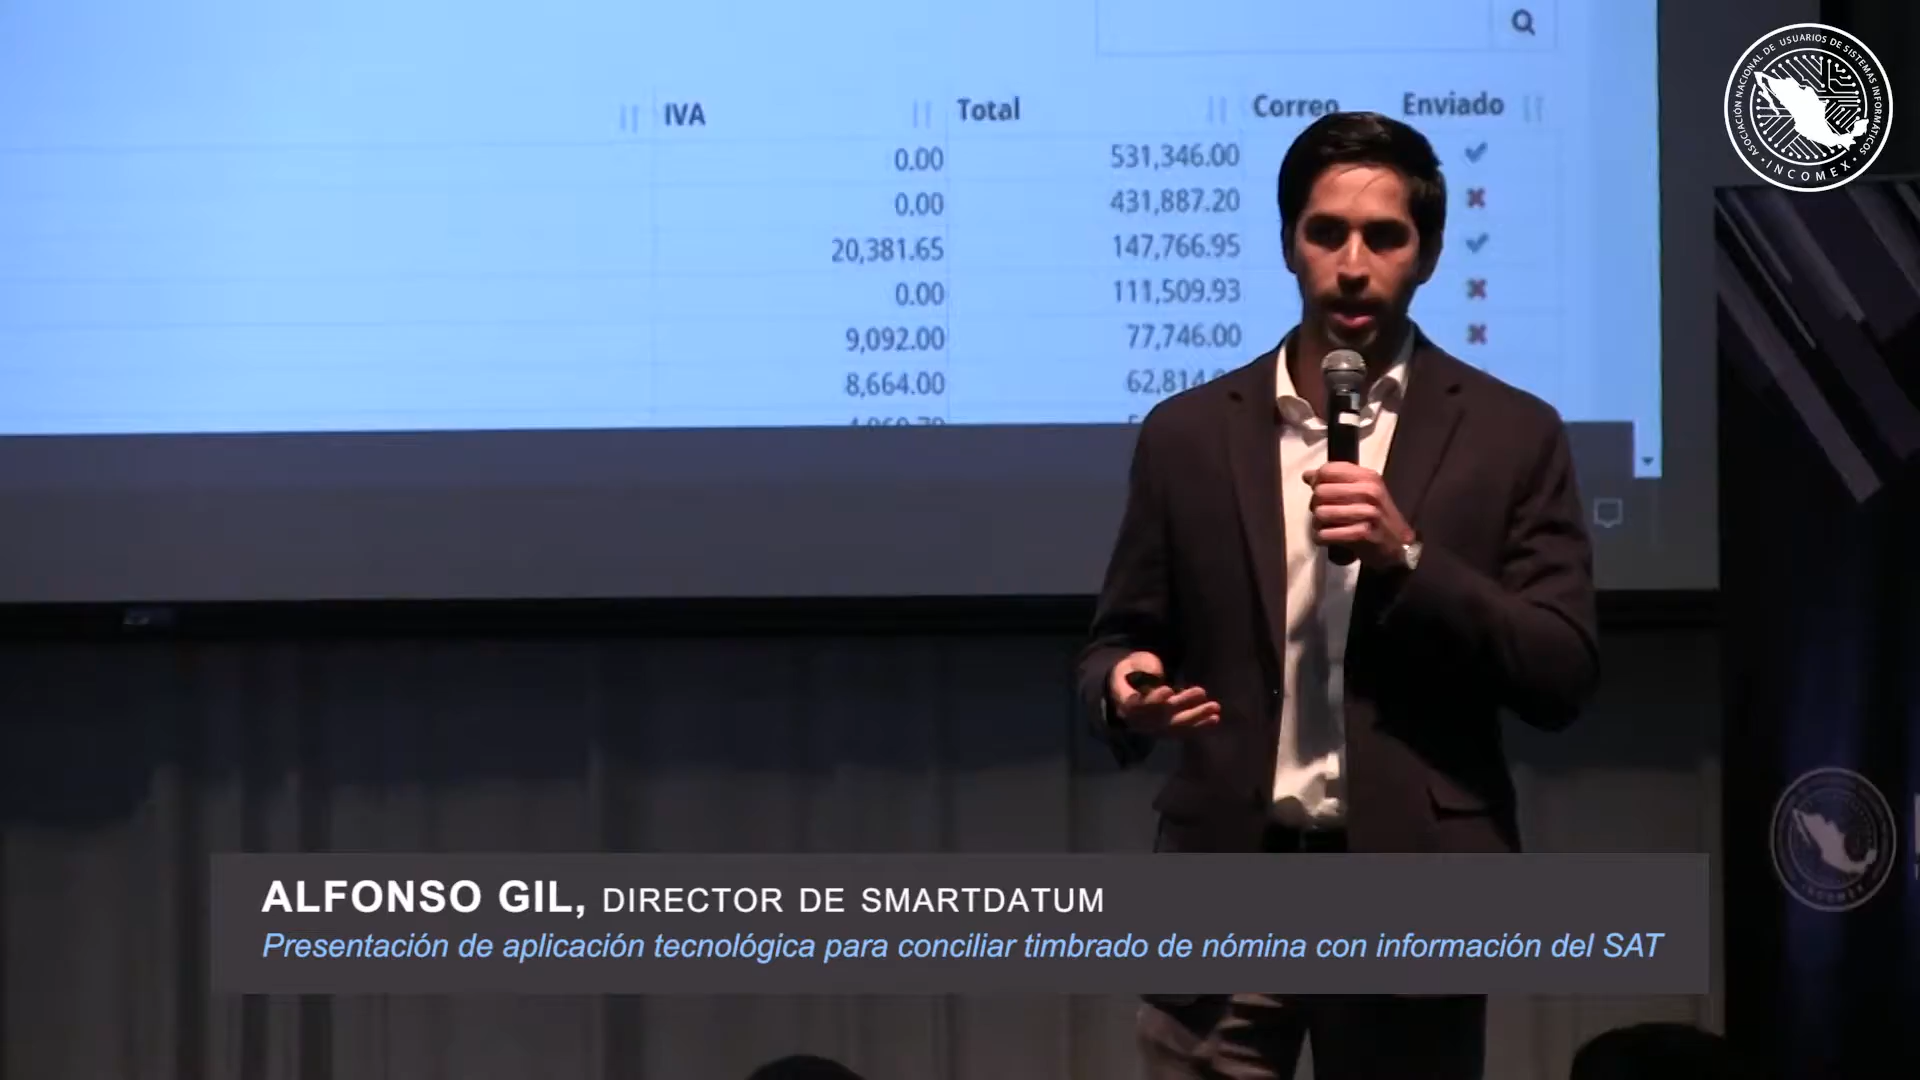 IVA Total Correo Enviado
0.00 531,346.00
0.00 431,887.20
20,381.65 147,766.95
0.00 111,509.93
9,092.00 77,746.00
8,664.00
ASOCIACIÓN NACIONAL DE USUARIOS DE SISTEMAS INFORMÁTICOS
INCOMEX
ALFONSO GIL, DIRECTOR DE SMARTDATUM
Presentación de aplicación tecnológica para conciliar timbrado de nómina con información del SAT